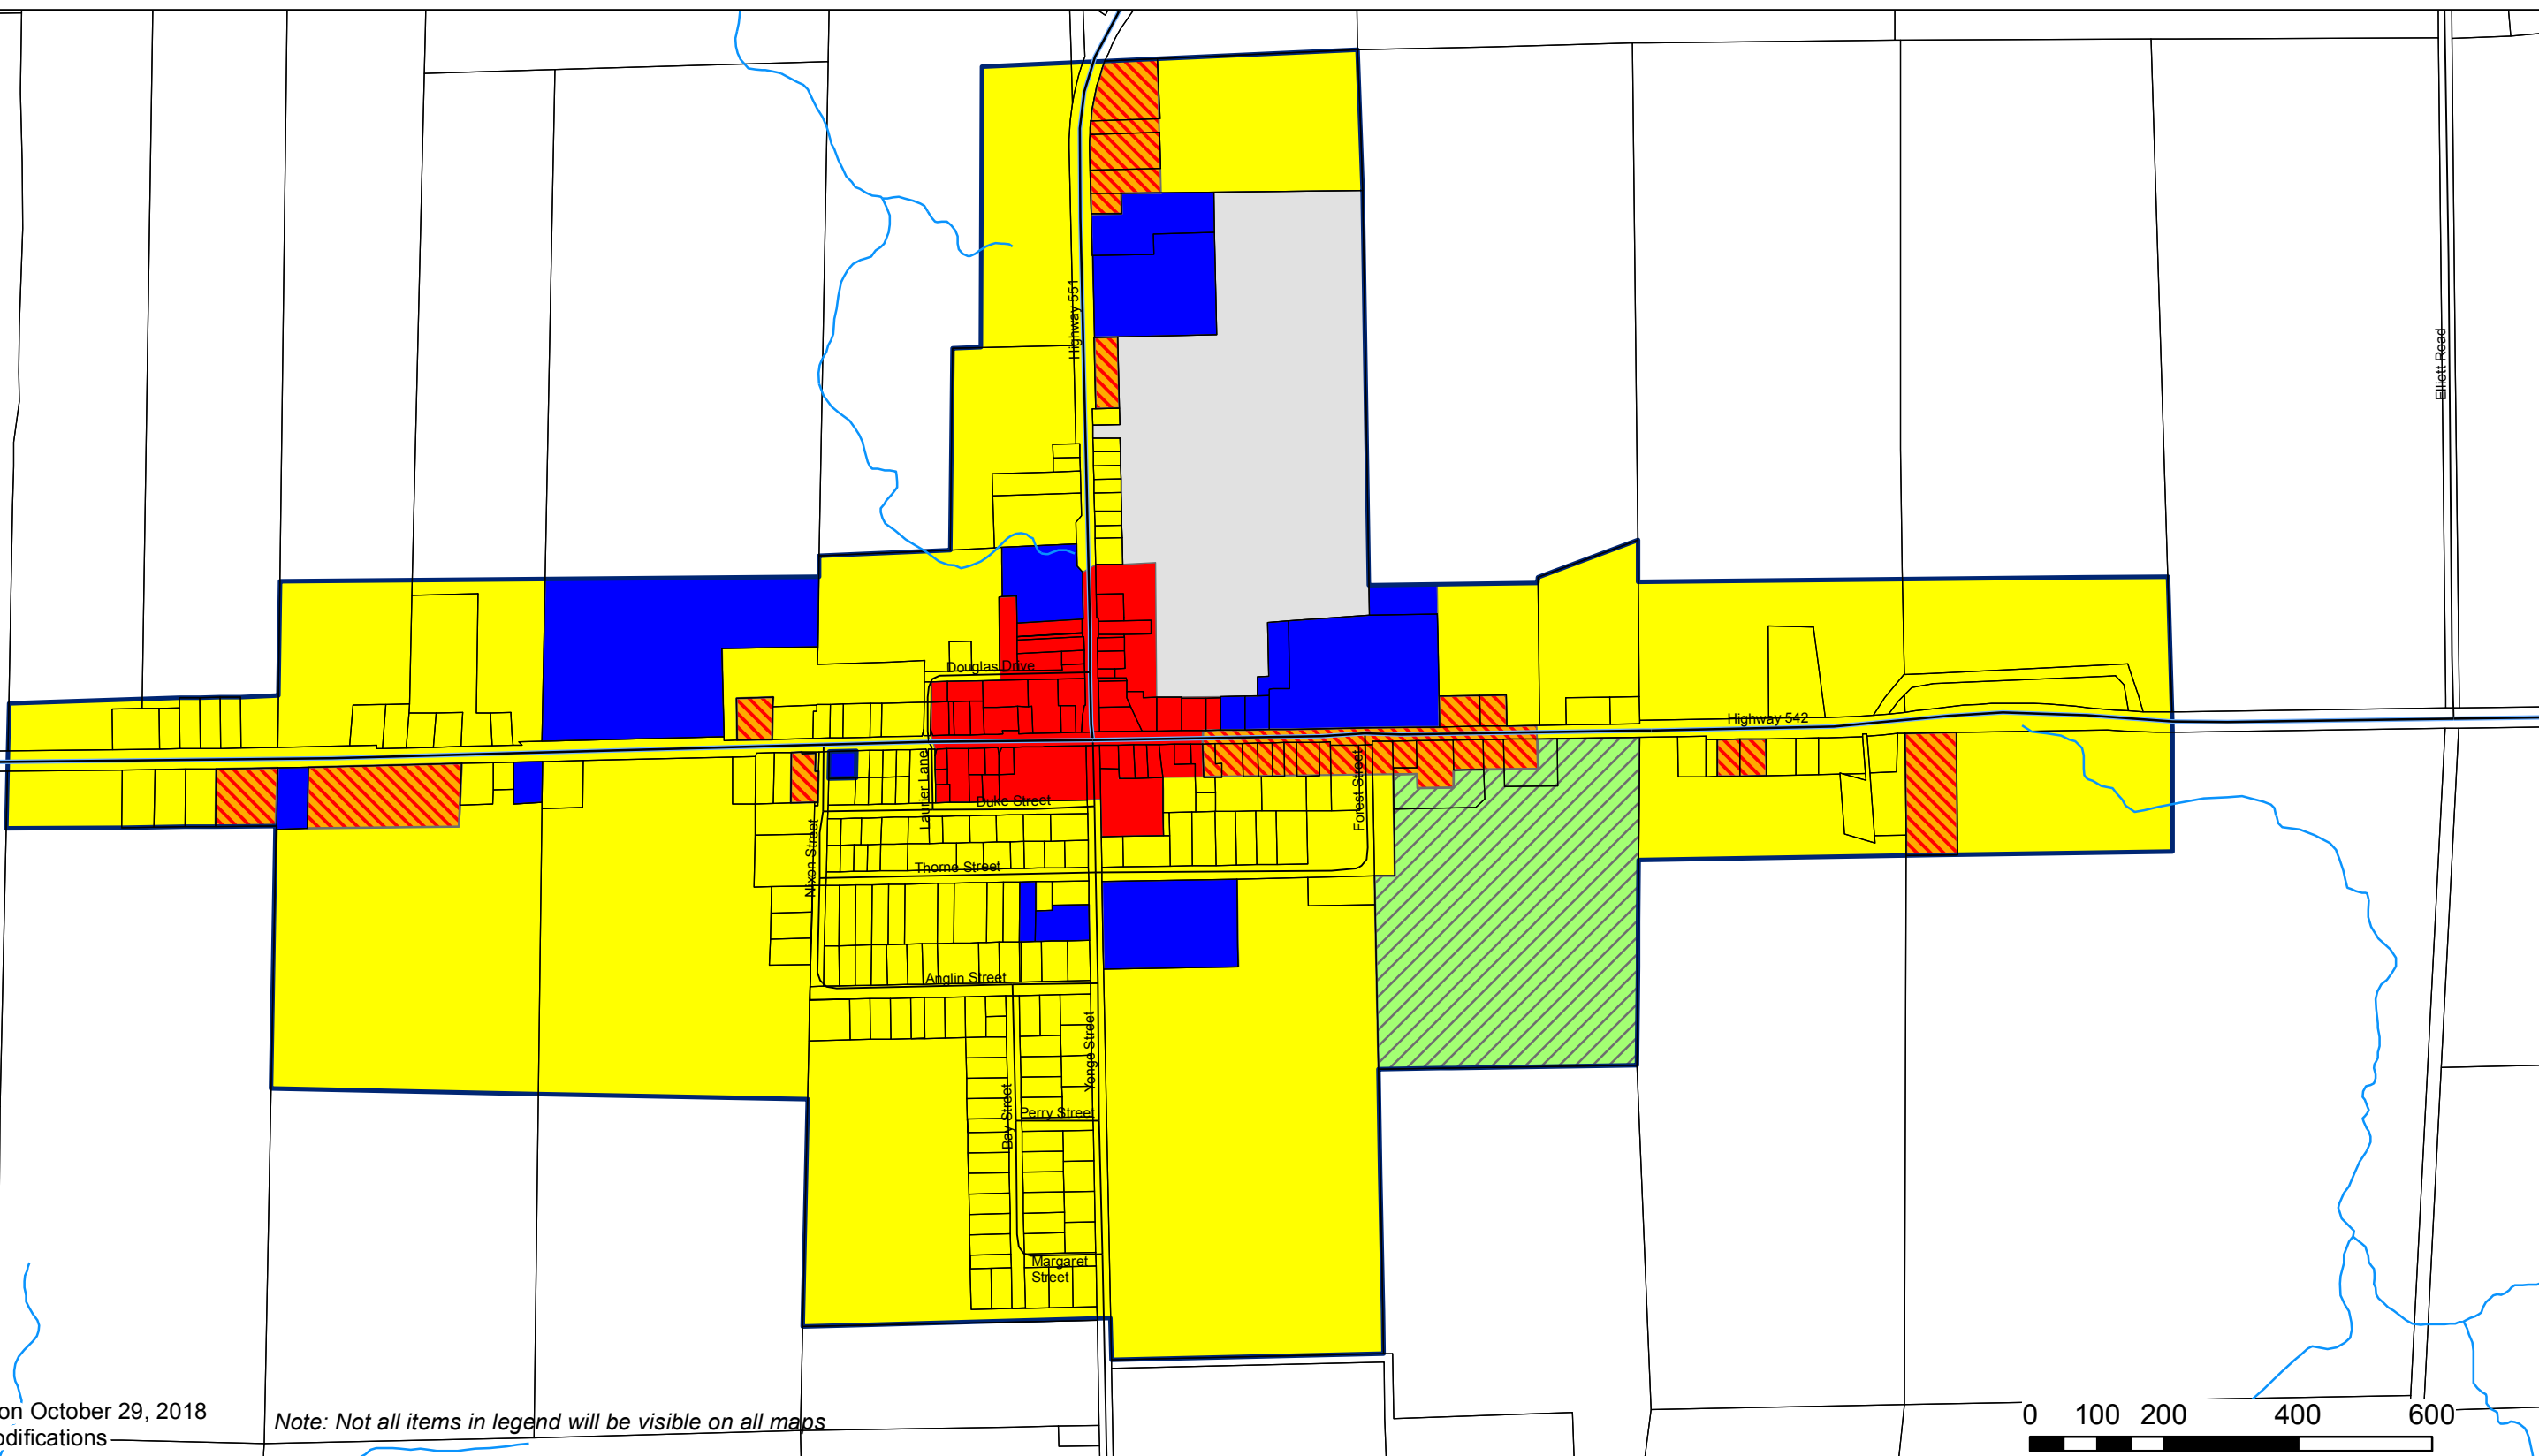 Highway 551
Elliott Road
Douglas Drive
Highway 542
Laurier Lane
Forest Street
Duke Street
Nixon Street
Thorne Street
Anglin Street
Yonge Street
Bay Street
Perry Street
Margaret
Street
on October 29, 2018
odifications
Note: Not all items in legend will be visible on all maps
0 100 200 400 600